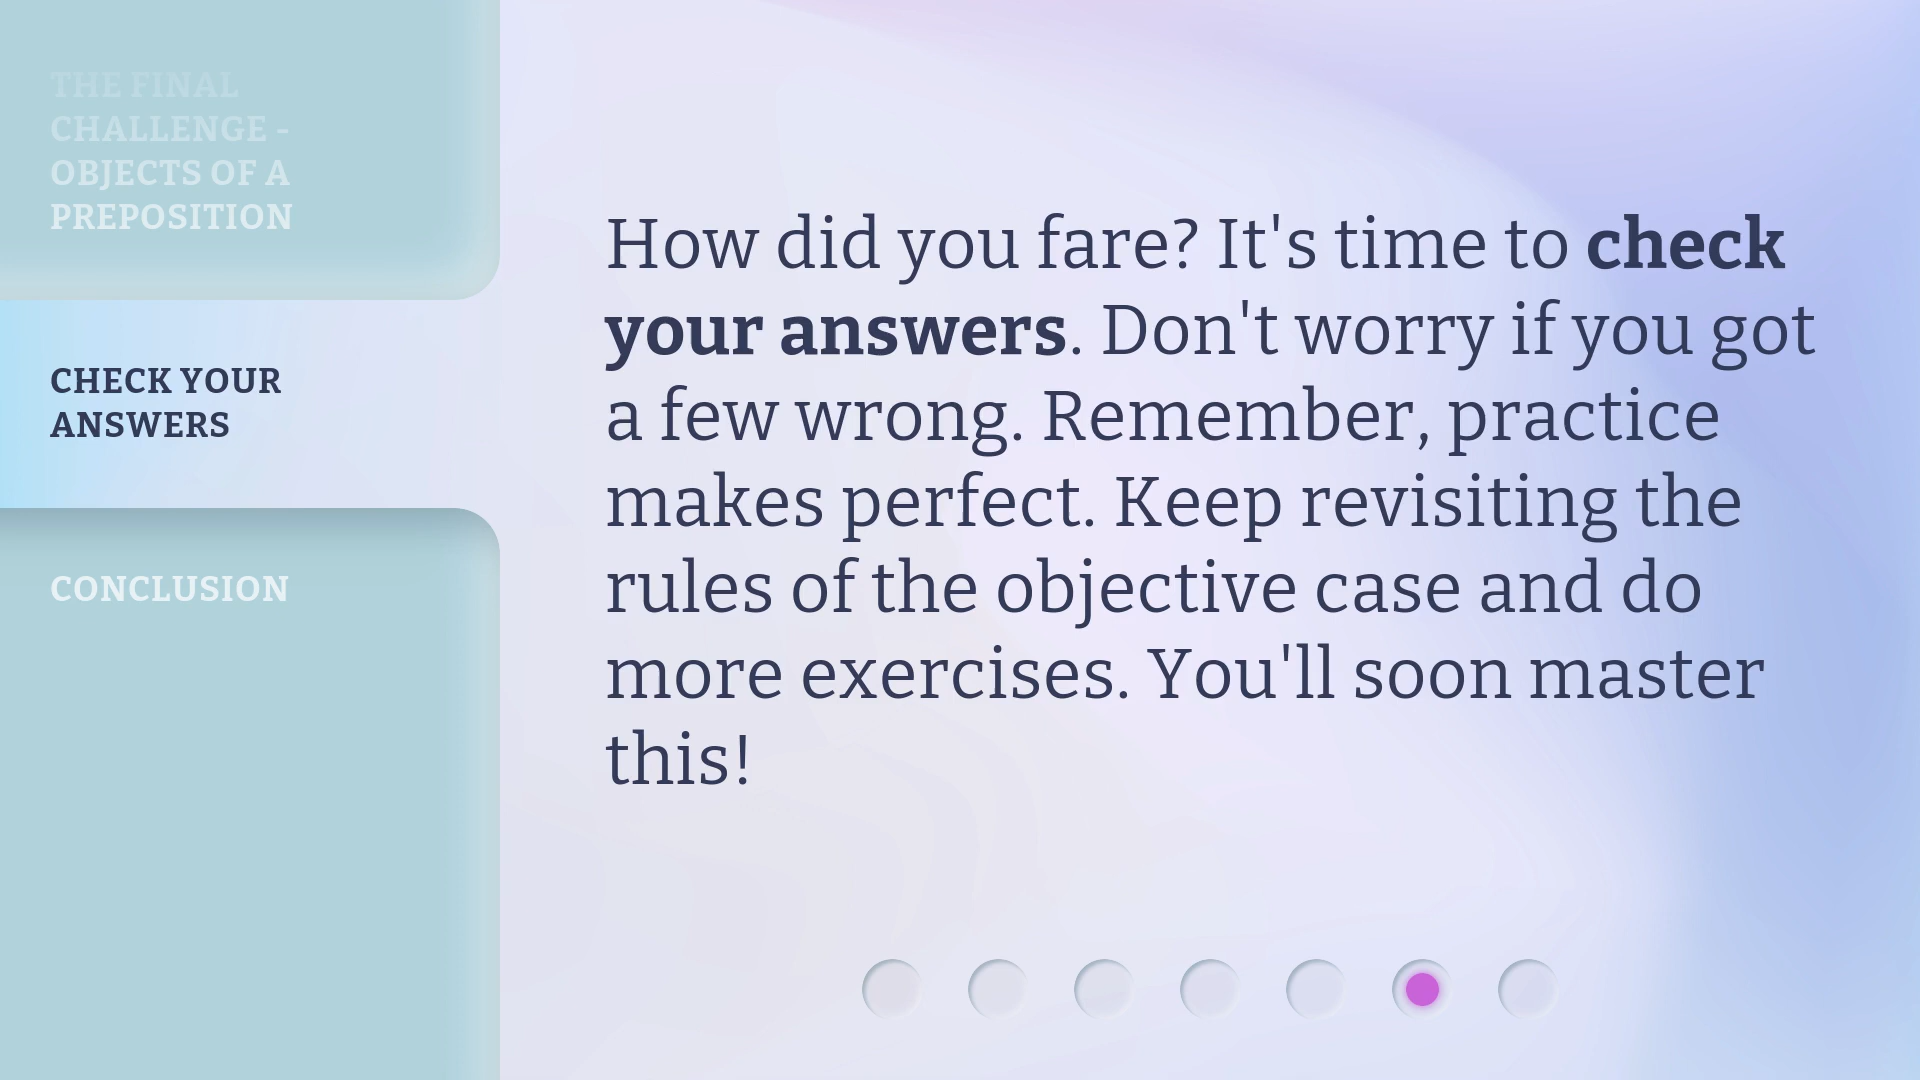 THE FINAL
CHALLENGE -
OBJECTS OF A
PREPOSITION
CHECK YOUR
ANSWERS
CONCLUSION
How did you fare? It's time to check
your answers. Don't worry if you got
a few wrong. Remember, practice
makes perfect. Keep revisiting the
rules of the objective case and do
more exercises. You'll soon master
this!